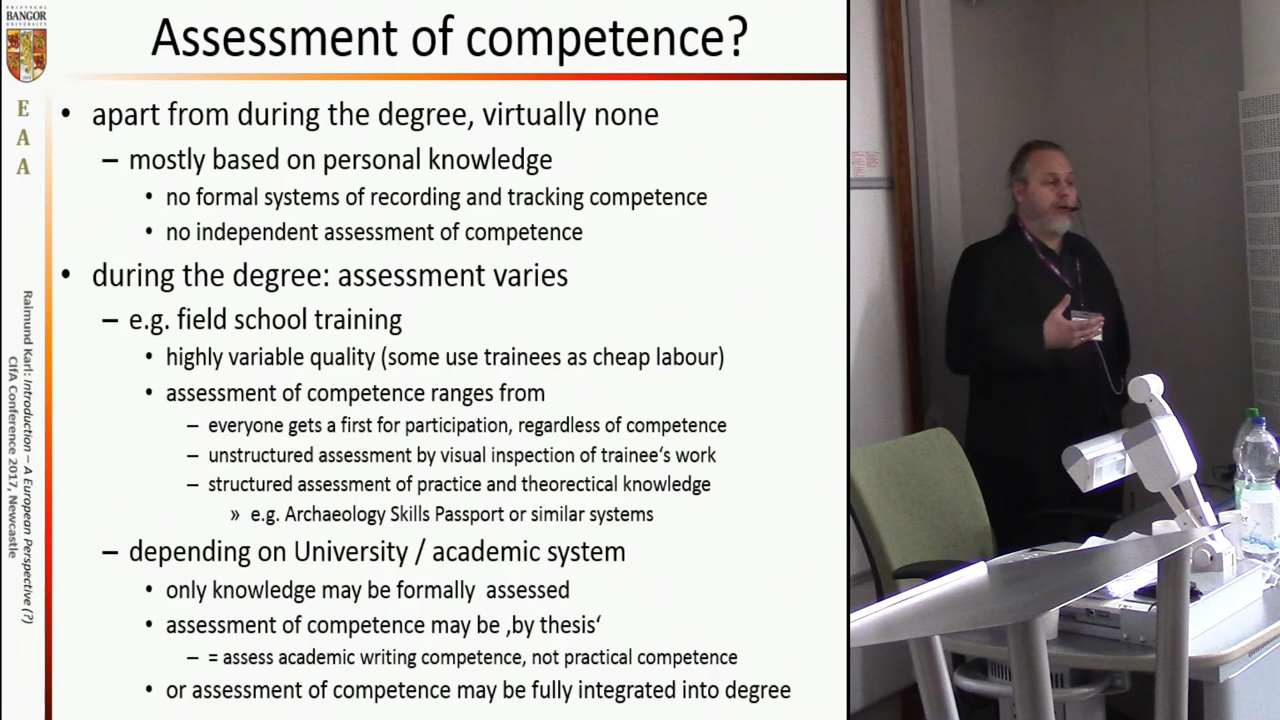 PRIFYSGOL
BANGOR
UNIVERSITY
Assessment of competence?
E
A
A
• apart from during the degree, virtually none
– mostly based on personal knowledge
• no formal systems of recording and tracking competence
• no independent assessment of competence
• during the degree: assessment varies
– e.g. field school training
• highly variable quality (some use trainees as cheap labour)
• assessment of competence ranges from
– everyone gets a first for participation, regardless of competence
– unstructured assessment by visual inspection of trainee‘s work
– structured assessment of practice and theorectical knowledge
» e.g. Archaeology Skills Passport or similar systems
– depending on University / academic system
• only knowledge may be formally assessed
• assessment of competence may be ‚by thesis‘
– = assess academic writing competence, not practical competence
• or assessment of competence may be fully integrated into degree
Raimund Karl: Introduction – A European Perspective (?)
CIfA Conference 2017, Newcastle